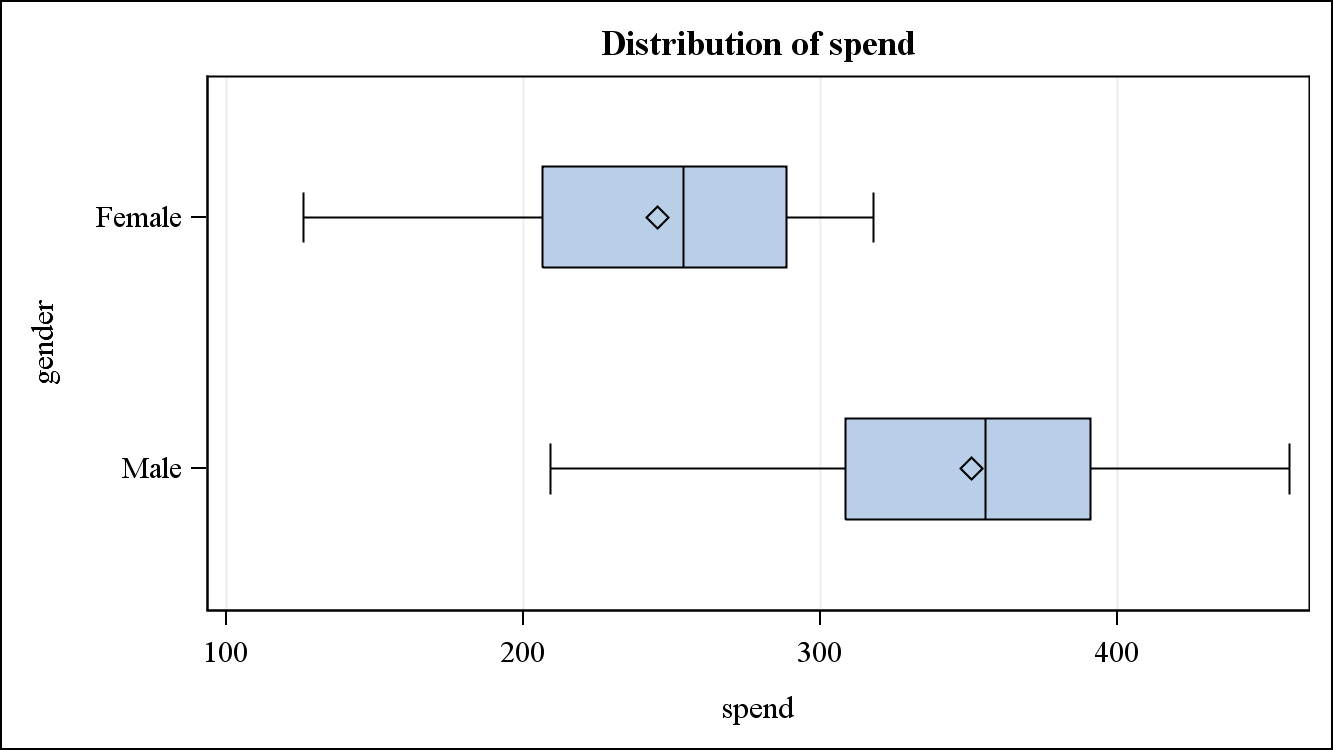 Distribution of spend
Female
gender
Male
100 200 300 400
spend